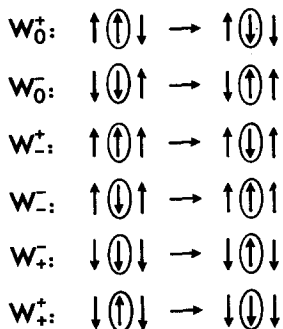 W₀⁺: ↑ ↑ ↓ → ↑ ↓ ↓
W₀⁻: ↓ ↓ ↑ → ↓ ↑ ↑
W₋⁺: ↑ ↑ ↑ → ↑ ↓ ↑
W₋⁻: ↑ ↓ ↑ → ↑ ↑ ↑
W₊⁻: ↓ ↓ ↓ → ↓ ↑ ↓
W₊⁺: ↓ ↑ ↓ → ↓ ↓ ↓